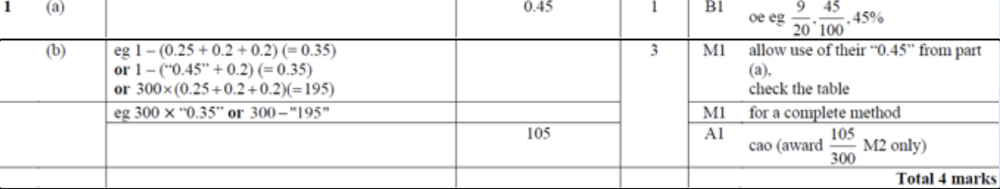 1 (a) 0.45 1 B1 oe eg 9/20, 45/100, 45%
(b) eg 1 – (0.25 + 0.2 + 0.2) (= 0.35) 3 M1 allow use of their “0.45” from part
or 1 – (“0.45” + 0.2) (= 0.35) (a),
or 300×(0.25+0.2+0.2)(=195) check the table
eg 300 × “0.35” or 300–"195" M1 for a complete method
105 A1 cao (award 105/300 M2 only)
Total 4 marks